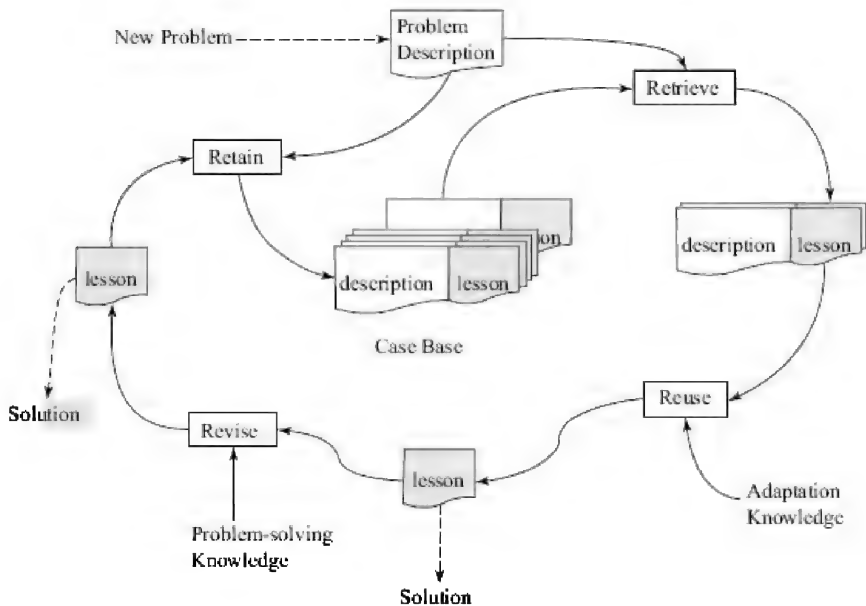 New Problem
Problem
Description
Retrieve
Retain
description
lesson
description
lesson
lesson
Case Base
Reuse
Solution
Revise
lesson
Adaptation
Knowledge
Problem-solving
Knowledge
Solution